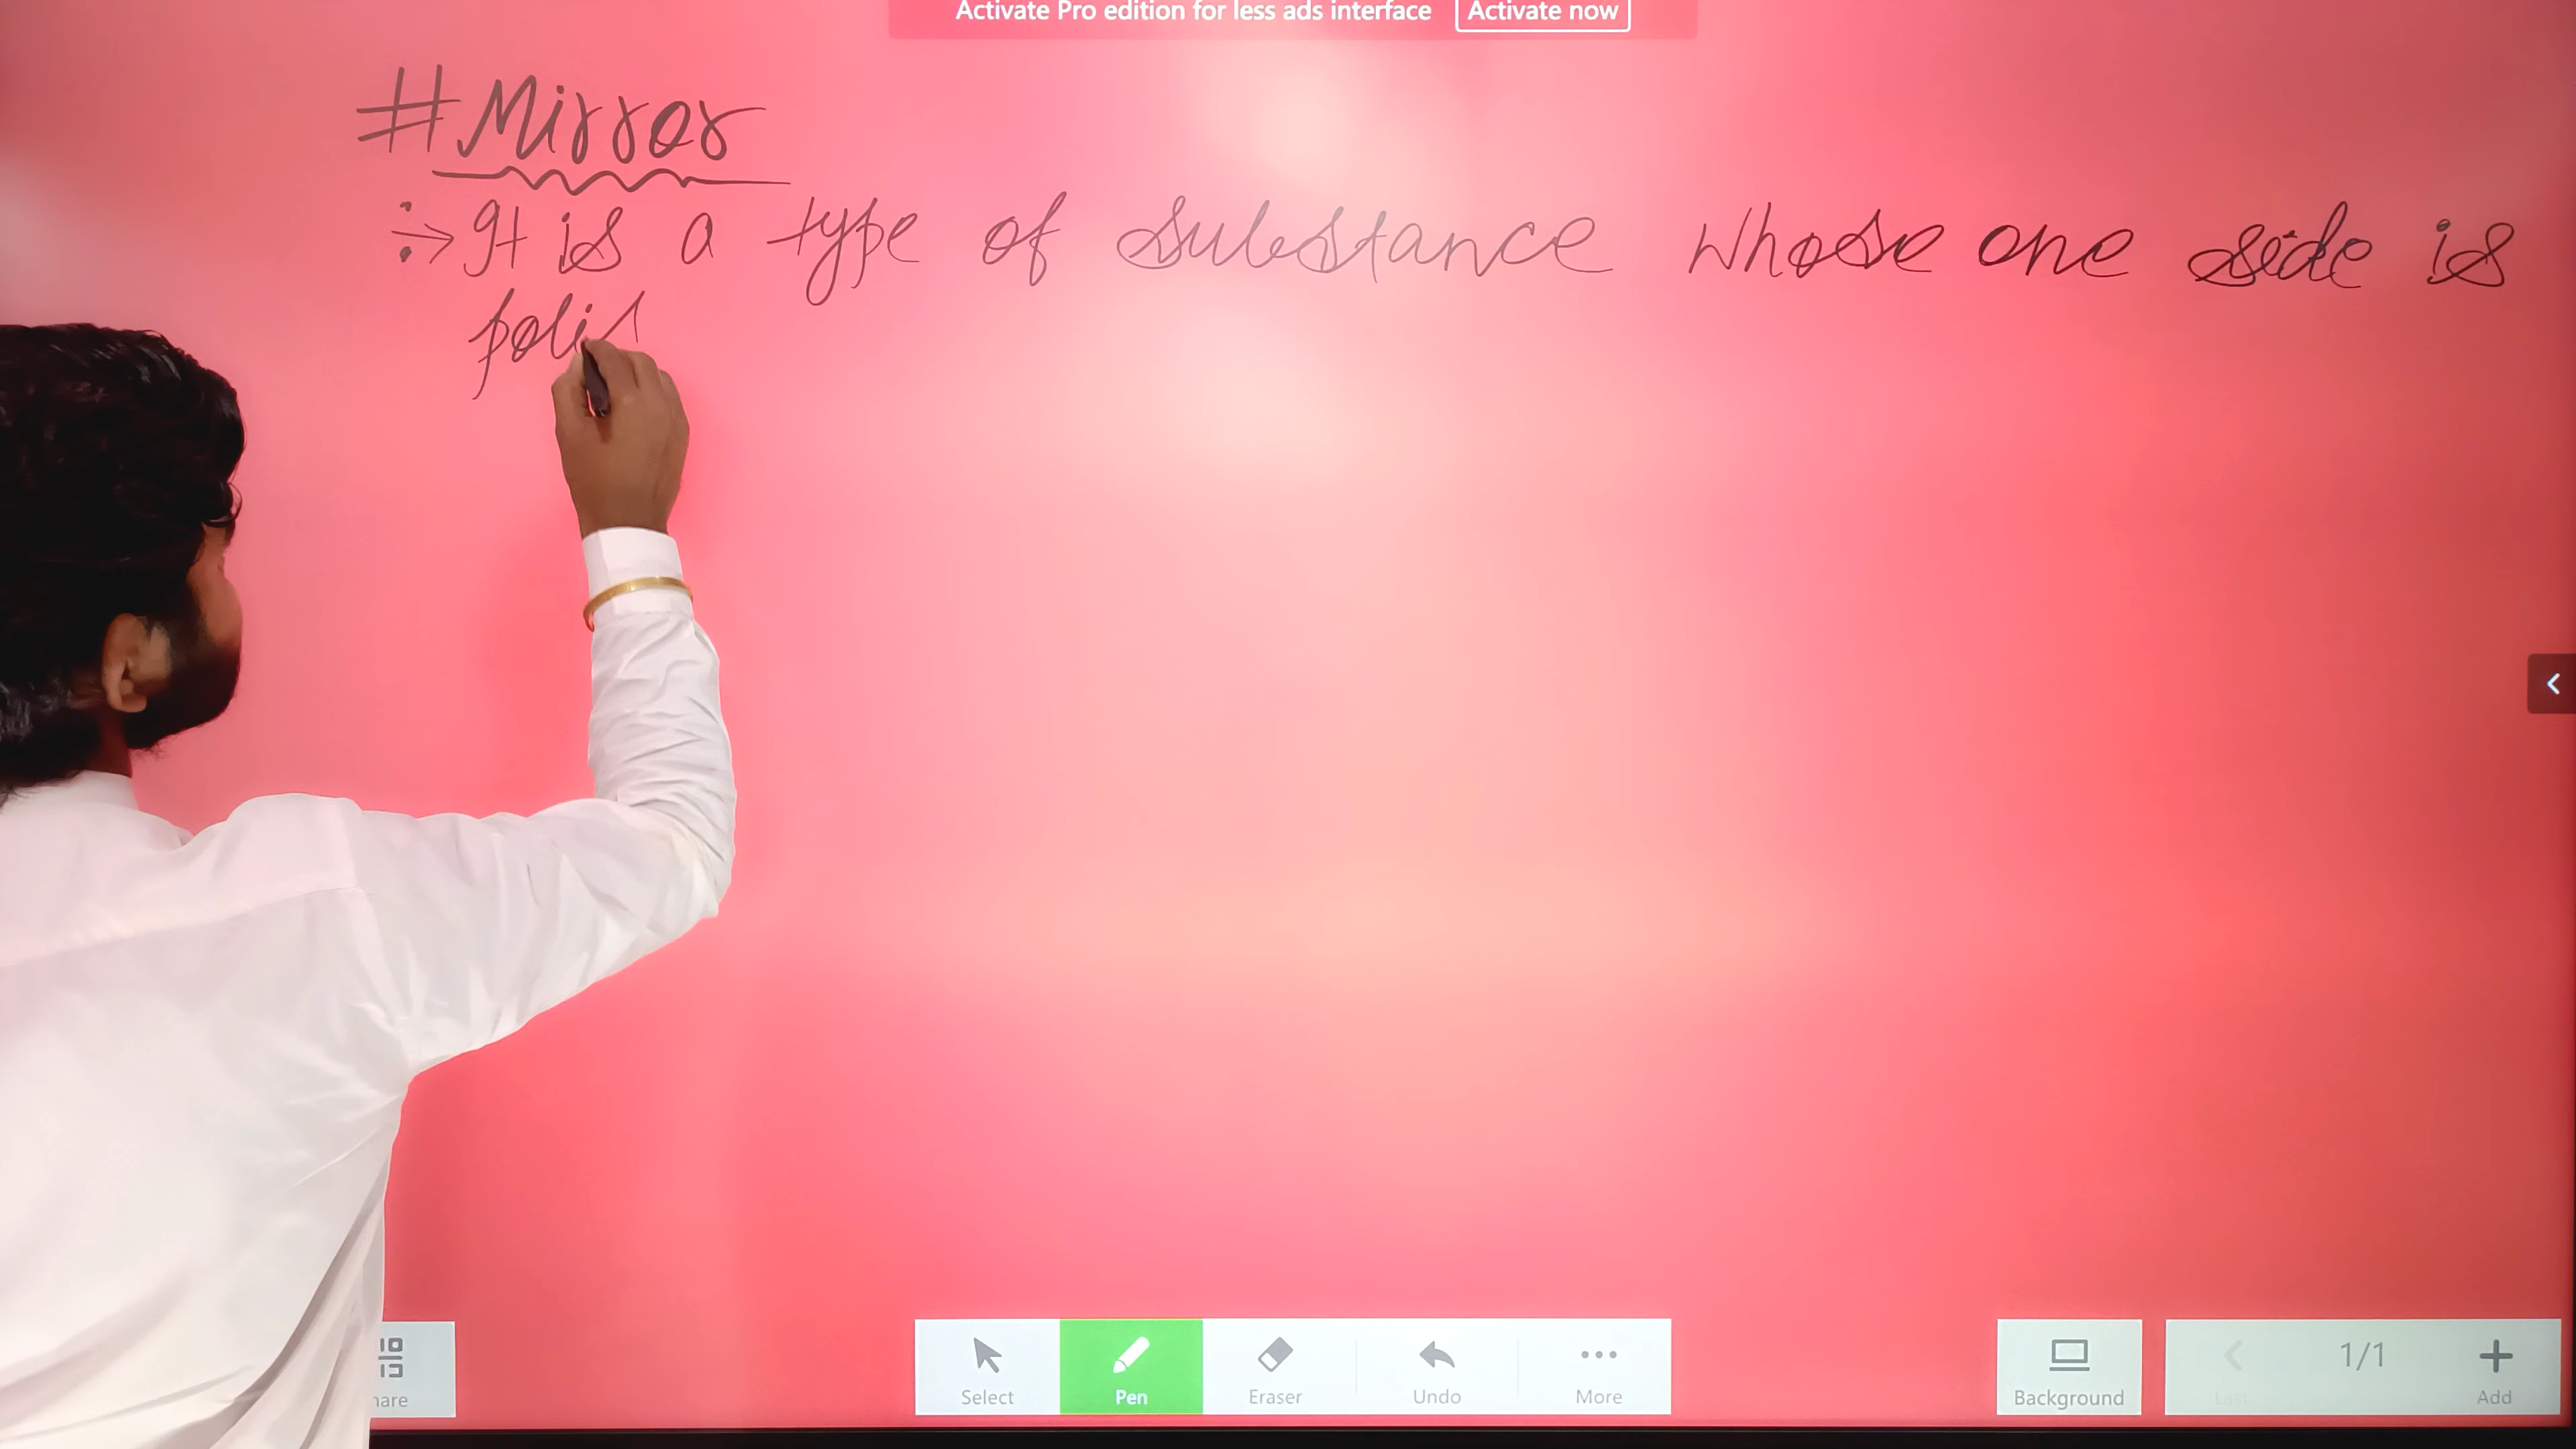 Activate Pro edition for less ads interface Activate now
#Mirror
It is a type of substance whose one side is
Select Pen Eraser Undo More Background 1/1 Add
Last